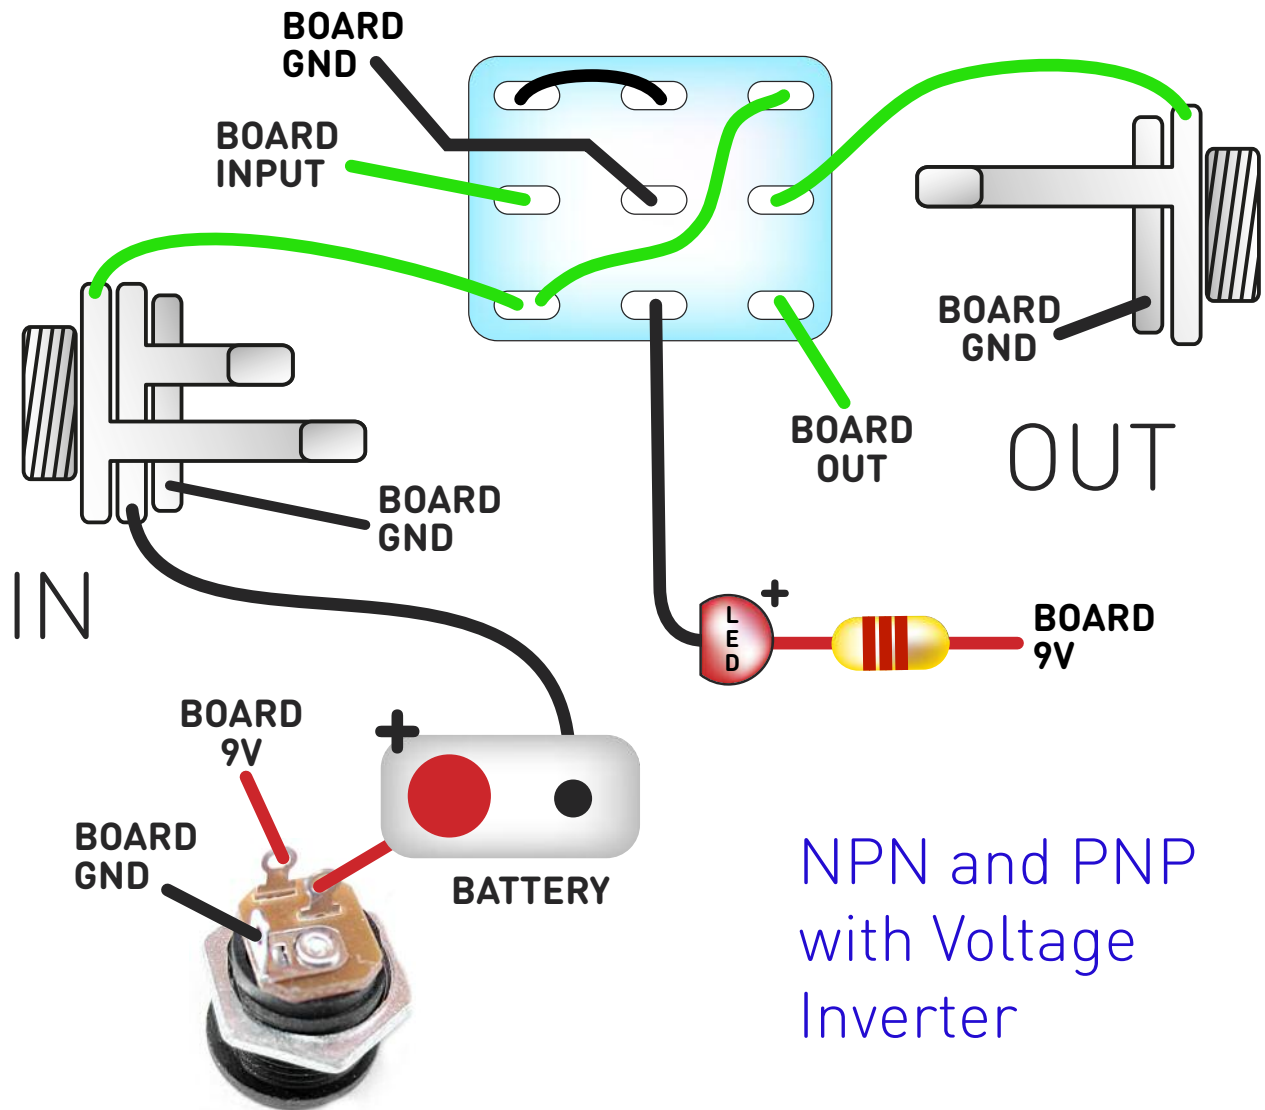 BOARD
GND
BOARD
INPUT
BOARD
GND
BOARD
OUT
OUT
BOARD
GND
IN
+
L
E
D
BOARD
9V
BOARD
9V
+
BOARD
GND
BATTERY
NPN and PNP
with Voltage
Inverter